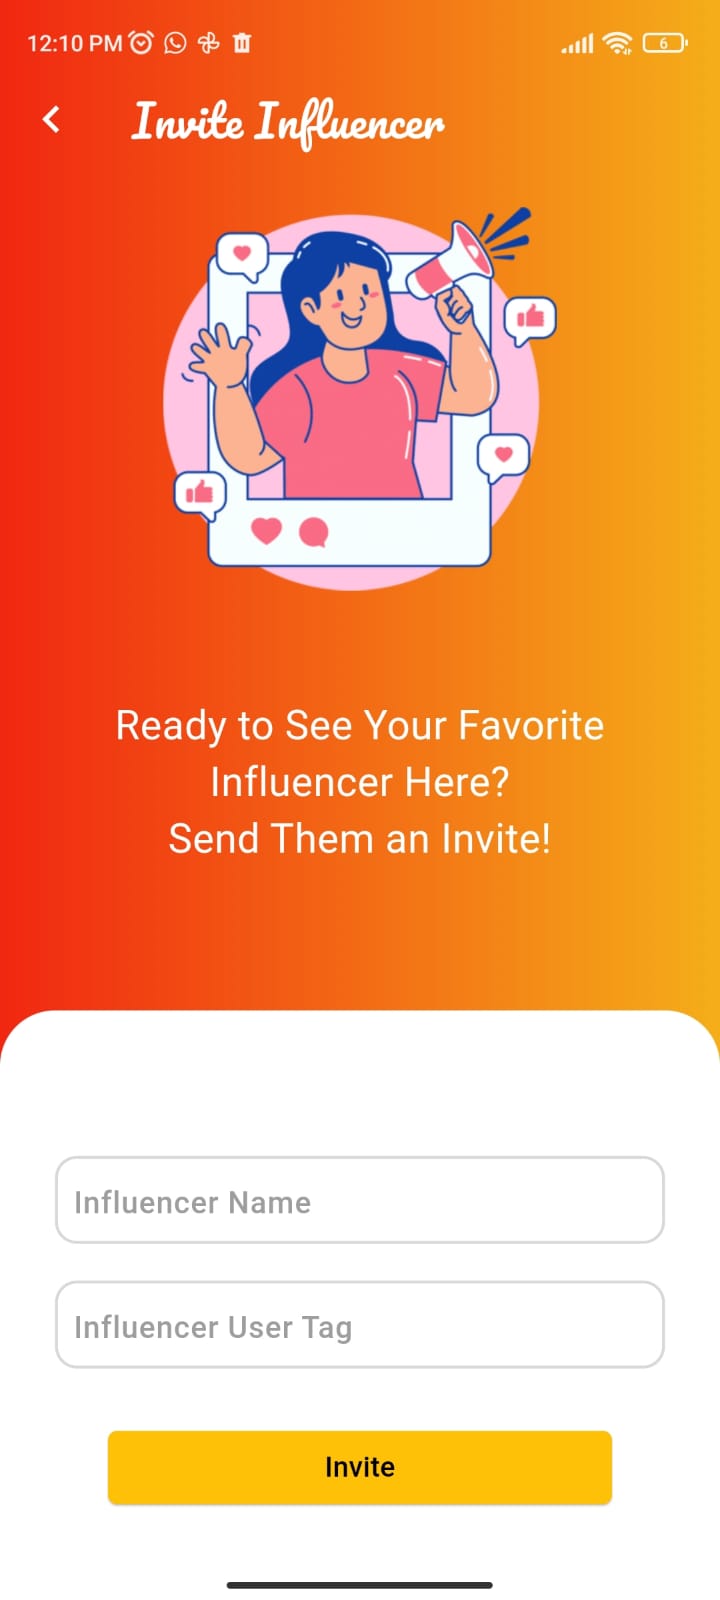 12:10 PM
6
Invite Influencer
Ready to See Your Favorite
Influencer Here?
Send Them an Invite!
Influencer Name
Influencer User Tag
Invite